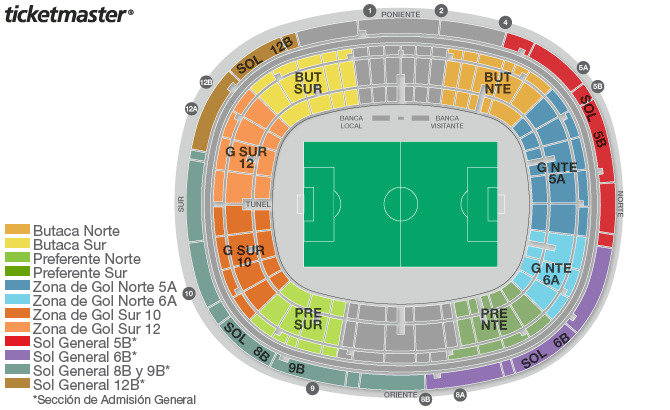 ticketmaster®
1
PONIENTE
2
4
5A
5B
12B
12A
SOL 12B
BUT
SUR
BUT
NTE
SOL 5B
BANCA
LOCAL
BANCA
VISITANTE
G SUR
12
G NTE
5A
SUR
TUNEL
NORTE
G SUR
10
G NTE
6A
PRE
SUR
PRE
NTE
10
SOL 8B
9B
SOL 6B
9
ORIENTE
8B
8A
Butaca Norte
Butaca Sur
Preferente Norte
Preferente Sur
Zona de Gol Norte 5A
Zona de Gol Norte 6A
Zona de Gol Sur 10
Zona de Gol Sur 12
Sol General 5B*
Sol General 6B*
Sol General 8B y 9B*
Sol General 12B*
*Sección de Admisión General